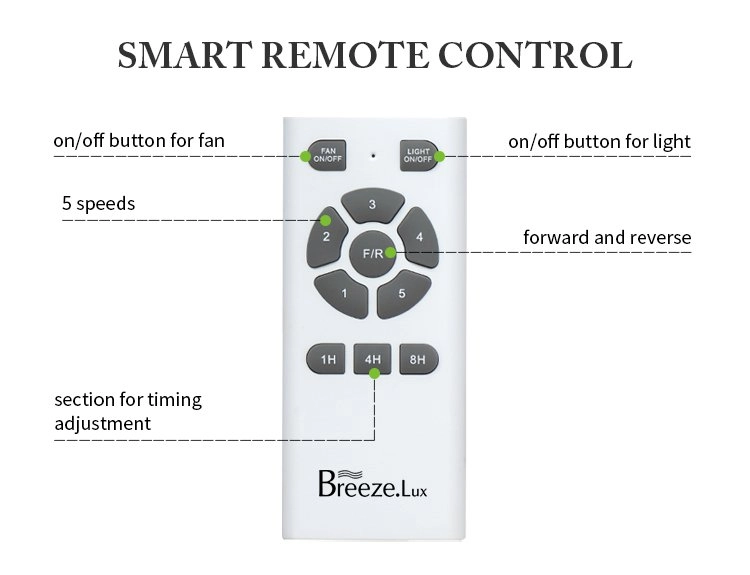 SMART REMOTE CONTROL
on/off button for fan
on/off button for light
FAN
ON/OFF
LIGHT
ON/OFF
5 speeds
3
2
4
forward and reverse
F/R
1
5
1H
4H
8H
section for timing
adjustment
Breeze.Lux